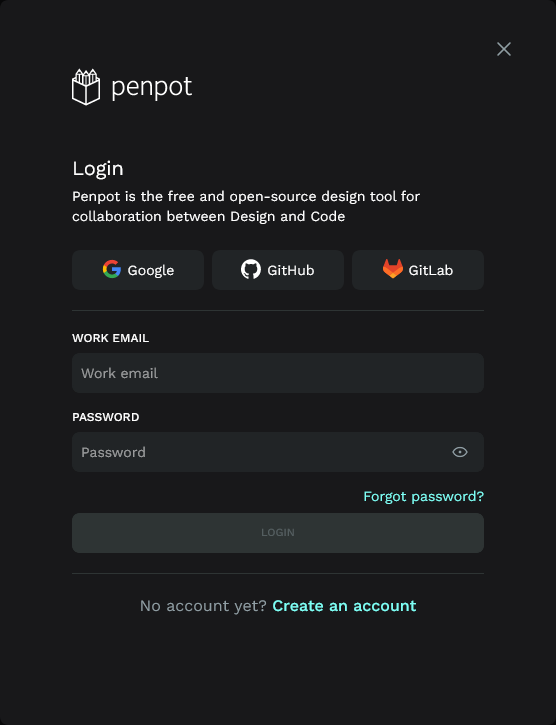 penpot
Login
Penpot is the free and open-source design tool for
collaboration between Design and Code
Google
GitHub
GitLab
WORK EMAIL
Work email
PASSWORD
Password
Forgot password?
LOGIN
No account yet? Create an account